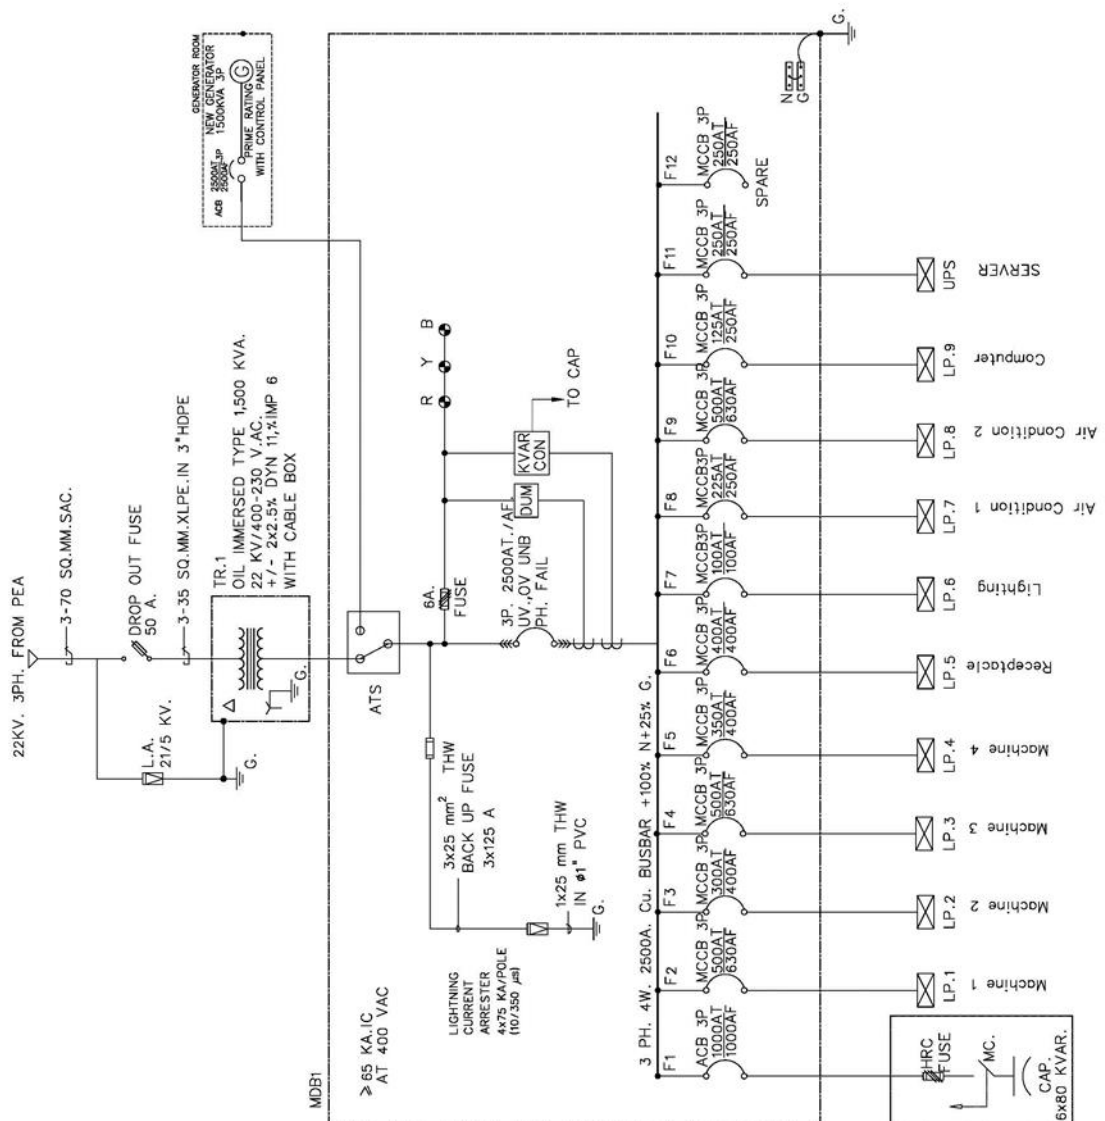 22KV. 3PH. FROM PEA
3-70 SQ.MM.SAC.
DROP OUT FUSE
50 A.
3-35 SQ.MM.XLPE.IN 3"HDPE
L.A.
21/5 KV.
G.
TR.1
OIL IMMERSED TYPE 1,500 KVA.
22 KV/400-230 V.AC.
+/- 2x2.5% DYN 11,%IMP 6
WITH CABLE BOX
G.
GENERATOR ROOM
NEW GENERATOR
1500KVA 3P
G
PRIME RATING
WITH CONTROL PANEL
ACB 2500AT 3P
2500AF
MDB1
≥ 65 KA.IC
AT 400 VAC
ATS
6A.
FUSE
R Y B
DUM
KVAR
CON
TO CAP
3P. 2500AT./AF.
UV.,OV UNB
PH. FAIL
3x25 mm² THW
BACK UP FUSE
3x125 A
LIGHTNING
CURRENT
ARRESTER
4x75 KA/POLE
(10/350 µs)
1x25 mm THW
IN ø1" PVC
G.
N
G
G.
3 PH. 4W. 2500A. Cu. BUSBAR +100% N+25% G.
F1
ACB 3P
1000AT
1000AF
HRC
FUSE
MC.
CAP.
6x80 KVAR.
F2
MCCB 3P
500AT
630AF
LP.1
Machine 1
F3
MCCB 3P
300AT
400AF
LP.2
Machine 2
F4
MCCB 3P
500AT
630AF
LP.3
Machine 3
F5
MCCB 3P
350AT
400AF
LP.4
Machine 4
F6
MCCB 3P
400AT
400AF
LP.5
Receptacle
F7
MCCB3P
100AT
100AF
LP.6
Lighting
F8
MCCB3P
225AT
250AF
LP.7
Air Condition 1
F9
MCCB 3P
500AT
630AF
LP.8
Air Condition 2
F10
MCCB 3P
125AT
250AF
LP.9
Computer
F11
MCCB 3P
250AT
250AF
UPS
SERVER
F12
MCCB 3P
250AT
250AF
SPARE